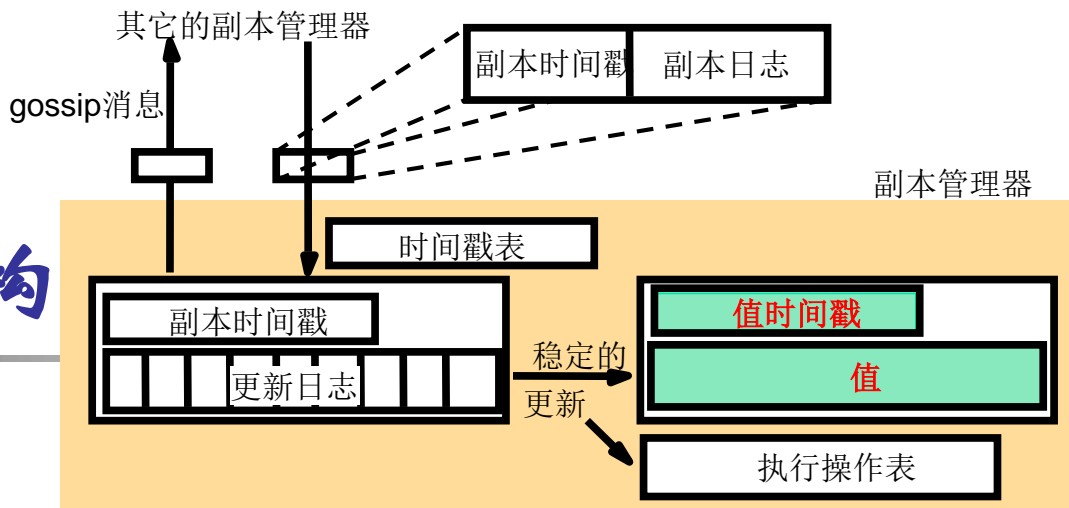 其它的副本管理器
副本时间戳
副本日志
gossip消息
副本管理器
时间戳表
构
副本时间戳
值时间戳
更新日志
稳定的
更新
值
执行操作表